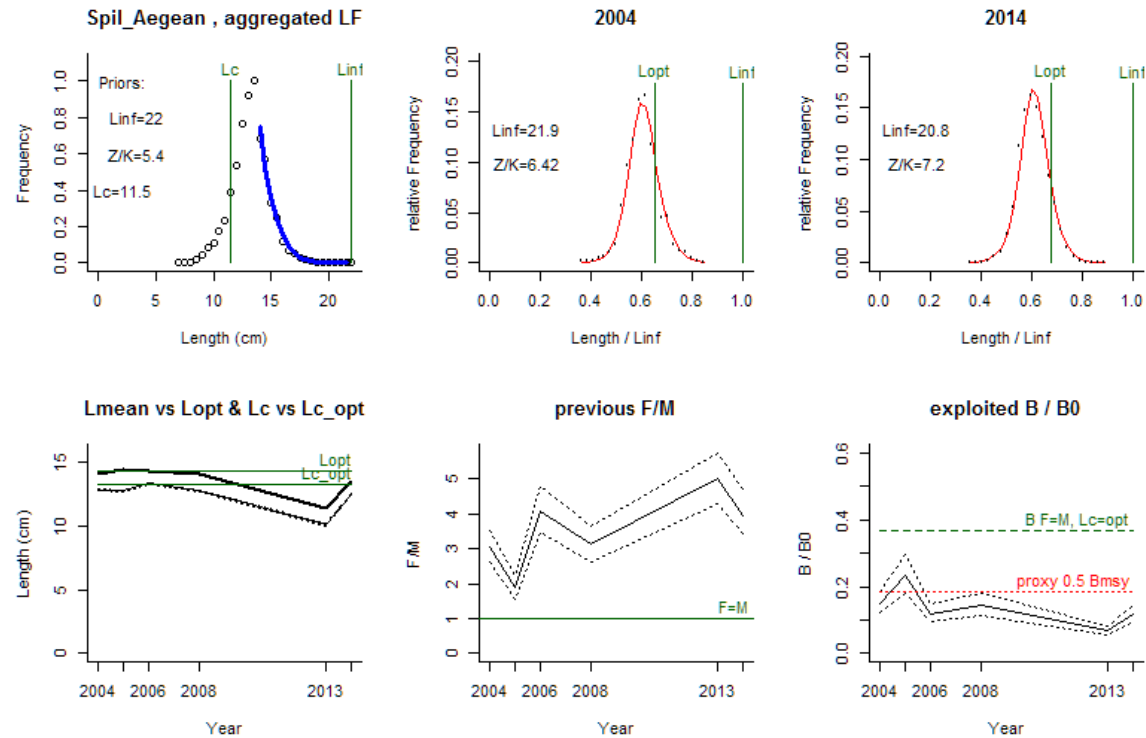 Spil_Aegean , aggregated LF
Frequency
0.0 0.2 0.4 0.6 0.8 1.0
Priors:
Linf=22
Z/K=5.4
Lc=11.5
Lc
Linf
0 5 10 15 20
Length (cm)
2004
relative Frequency
0.00 0.05 0.10 0.15 0.20
Linf=21.9
Z/K=6.42
Lopt
Linf
0.0 0.2 0.4 0.6 0.8 1.0
Length / Linf
2014
relative Frequency
0.00 0.05 0.10 0.15 0.20
Linf=20.8
Z/K=7.2
Lopt
Linf
0.0 0.2 0.4 0.6 0.8 1.0
Length / Linf
Lmean vs Lopt & Lc vs Lc_opt
Length (cm)
0 5 10 15
Lopt
Lc_opt
2004 2006 2008 2013
Year
previous F/M
F/M
0 1 2 3 4 5
F=M
2004 2006 2008 2013
Year
exploited B / B0
B / B0
0.0 0.2 0.4 0.6
B F=M, Lc=opt
proxy 0.5 Bmsy
2004 2006 2008 2013
Year